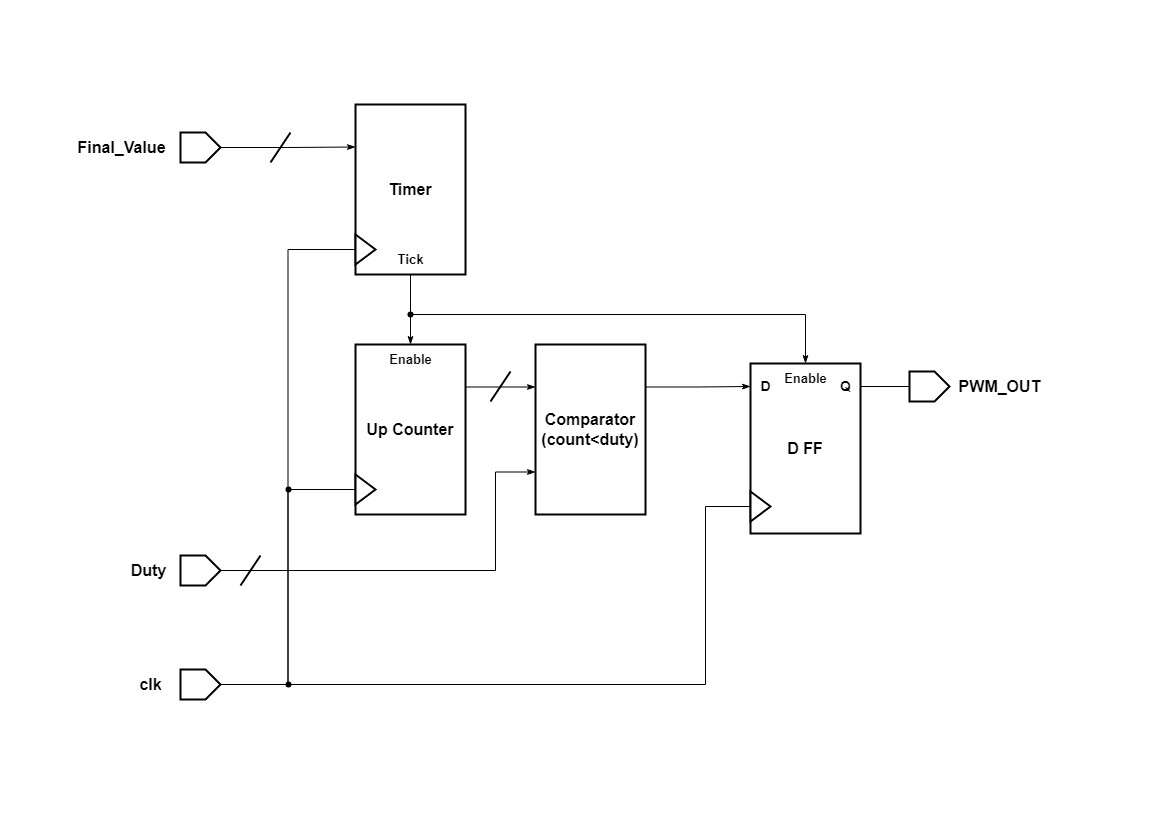 Final_Value
Timer
Tick
Enable
Up Counter
Comparator
(count<duty)
D
Enable
Q
D FF
PWM_OUT
Duty
clk